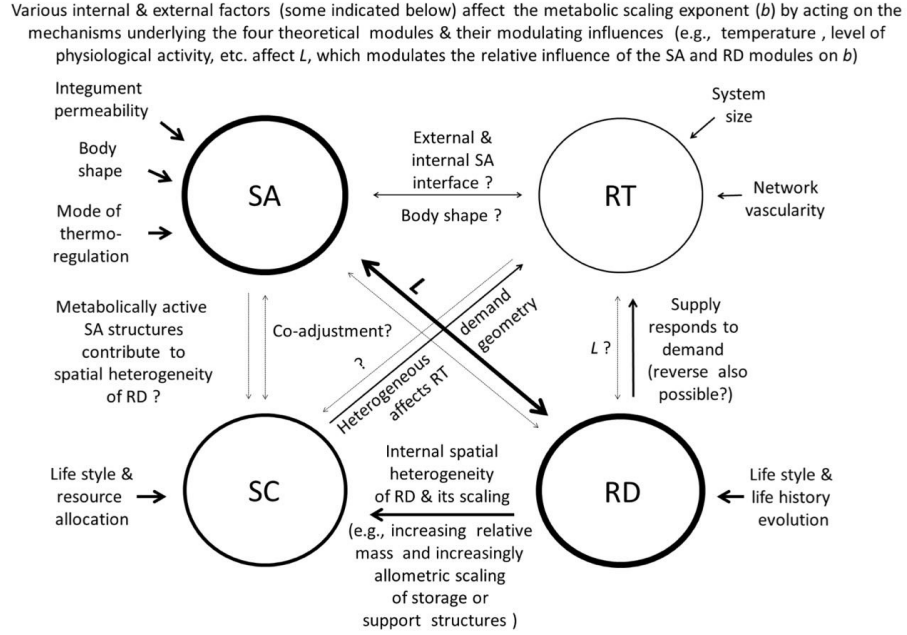 Various internal & external factors (some indicated below) affect the metabolic scaling exponent (b) by acting on the
mechanisms underlying the four theoretical modules & their modulating influences (e.g., temperature , level of
physiological activity, etc. affect L, which modulates the relative influence of the SA and RD modules on b)
Integument
permeability
Body
shape
Mode of
thermo-
regulation
SA
External &
internal SA
interface ?
Body shape ?
RT
System
size
Network
vascularity
Metabolically active
SA structures
contribute to
spatial heterogeneity
of RD ?
Co-adjustment?
L
?
Heterogeneous
affects RT
demand
geometry
L ?
Supply
responds to
demand
(reverse also
possible?)
Life style &
resource
allocation
SC
Internal spatial
heterogeneity
of RD & its scaling
(e.g., increasing relative
mass and increasingly
allometric scaling
of storage or
support structures )
RD
Life style &
life history
evolution